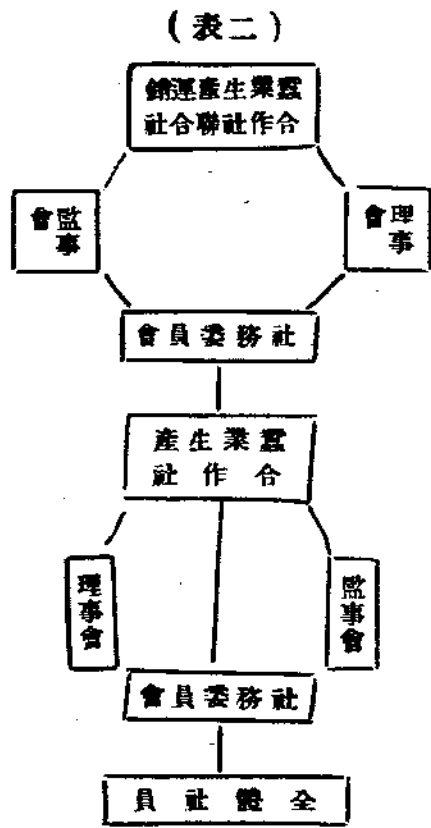 (表二)
蠶業生產運銷
合作社聯合社
理事會
監事會
社務委員會
蠶業生產
合作社
監事會
理事會
社務委員會
全體社員